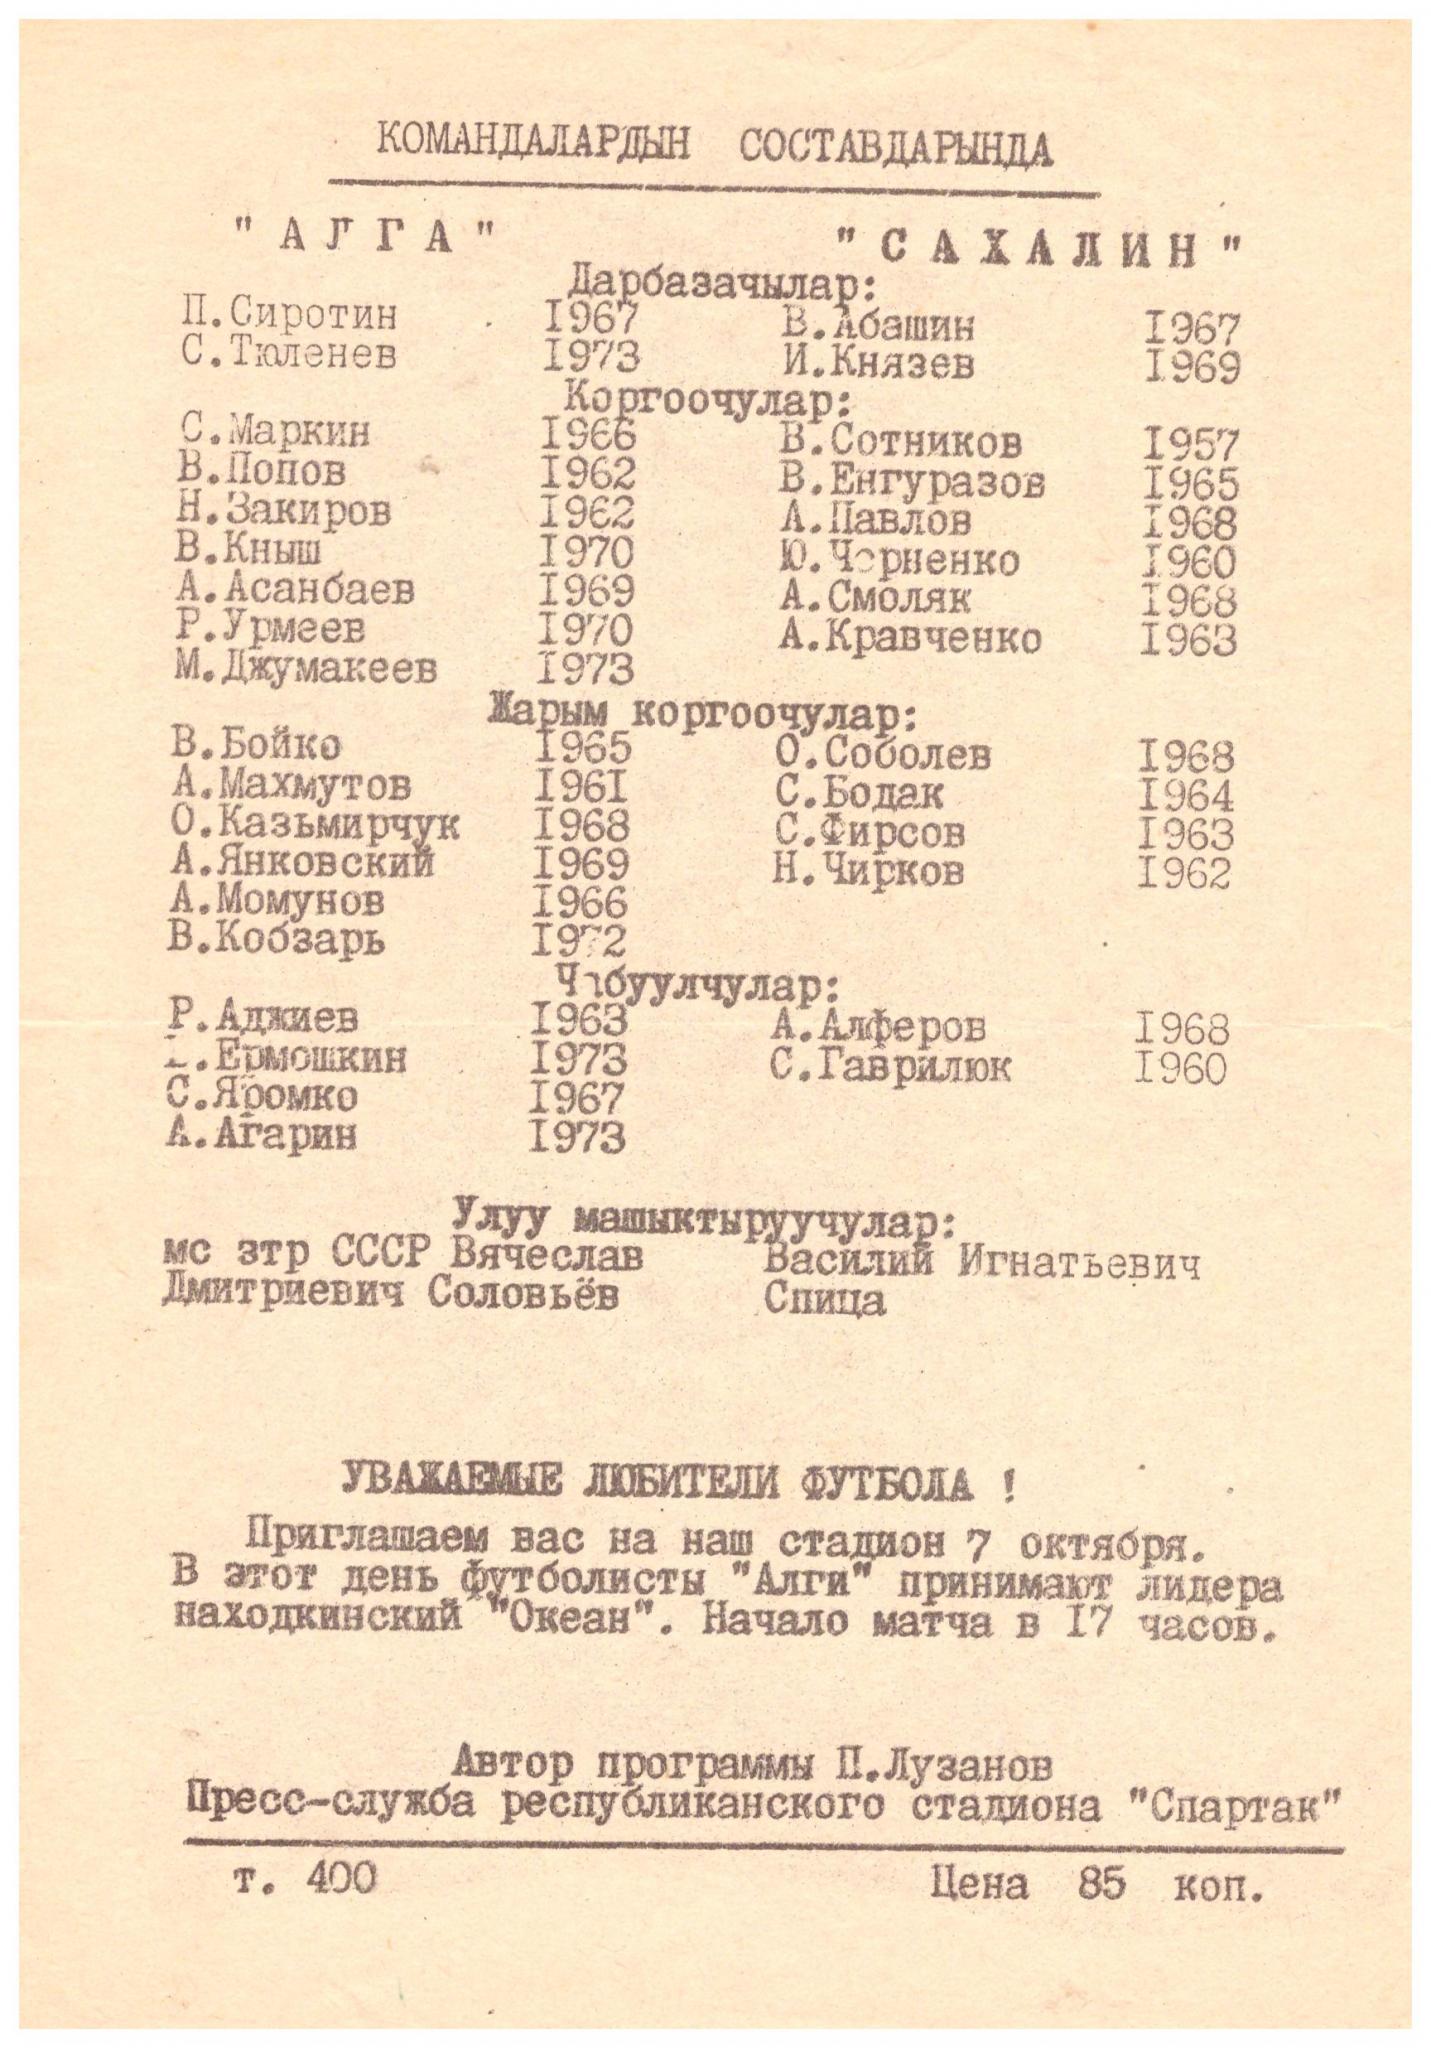 КОМАНДАЛАРДЫН СОСТАВДАРЫНДА
"АЛГА" "САХАЛИН"
Дарбазачылар:
П.Сиротин 1967 В.Абашин 1967
С.Тюленев 1973 И.Князев 1969
Коргоочулар:
С.Маркин 1966 В.Сотников 1957
В.Попов 1962 В.Енгуразов 1965
Н.Закиров 1962 А.Павлов 1968
В.Кныш 1970 Ю.Черненко 1960
А.Асанбаев 1969 А.Смоляк 1968
Р.Урмеев 1970 А.Кравченко 1963
М.Джумакеев 1973
Жарым коргоочулар:
В.Бойко 1965 О.Соболев 1968
А.Махмутов 1961 С.Бодак 1964
О.Казьмирчук 1968 С.Фирсов 1963
А.Янковский 1969 Н.Чирков 1962
А.Момунов 1966
В.Кобзарь 1972
Чабуулчулар:
Р.Аджиев 1963 А.Алферов 1968
Ермошкин 1973 С.Гаврилюк 1960
С.Яромко 1967
А.Агарин 1973
Улуу машыктыруучулар:
мс зтр СССР Вячеслав Василий Игнатьевич
Дмитриевич Соловьёв Спица
УВАЖАЕМЫЕ ЛЮБИТЕЛИ ФУТБОЛА !
Приглашаем вас на наш стадион 7 октября.
В этот день футболисты "Алги" принимают лидера
находкинский "Океан". Начало матча в 17 часов.
Автор программы П.Лузанов
Пресс-служба республиканского стадиона "Спартак"
т. 400 Цена 85 коп.